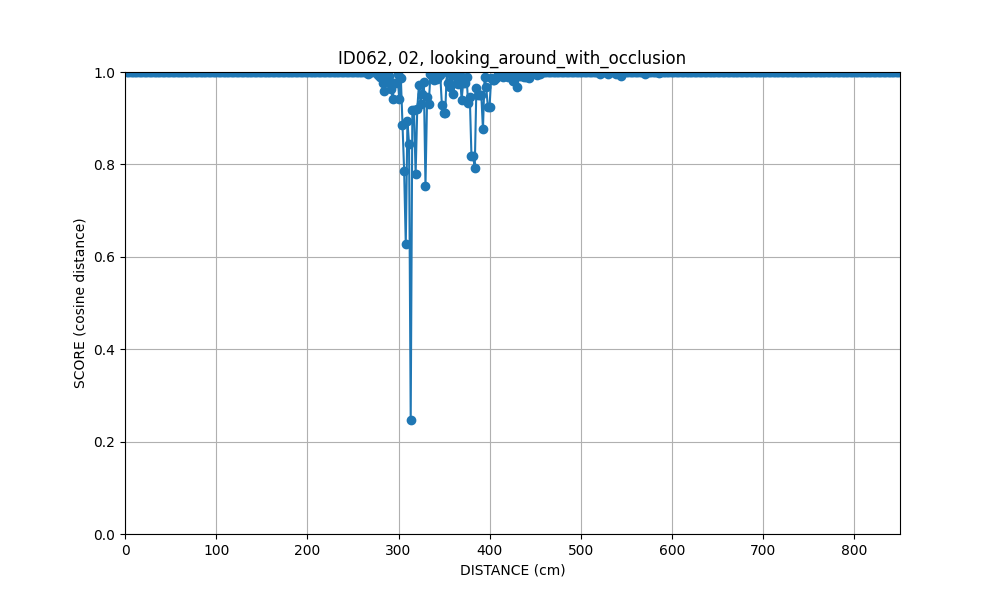 ID062, 02, looking_around_with_occlusion
1.0
0.8
0.6
0.4
0.2
0.0
SCORE (cosine distance)
0 100 200 300 400 500 600 700 800
DISTANCE (cm)